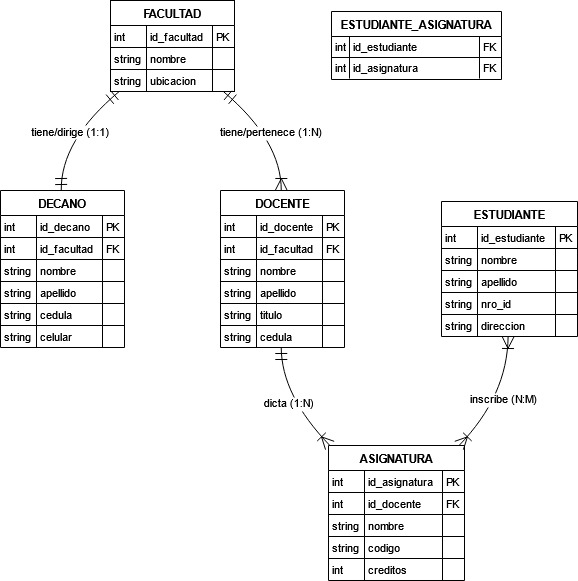 FACULTAD
int id_facultad PK
string nombre
string ubicacion
ESTUDIANTE_ASIGNATURA
int id_estudiante FK
int id_asignatura FK
tiene/dirige (1:1)
tiene/pertenece (1:N)
DECANO
int id_decano PK
int id_facultad FK
string nombre
string apellido
string cedula
string celular
DOCENTE
int id_docente PK
int id_facultad FK
string nombre
string apellido
string titulo
string cedula
ESTUDIANTE
int id_estudiante PK
string nombre
string apellido
string nro_id
string direccion
dicta (1:N)
inscribe (N:M)
ASIGNATURA
int id_asignatura PK
int id_docente FK
string nombre
string codigo
int creditos